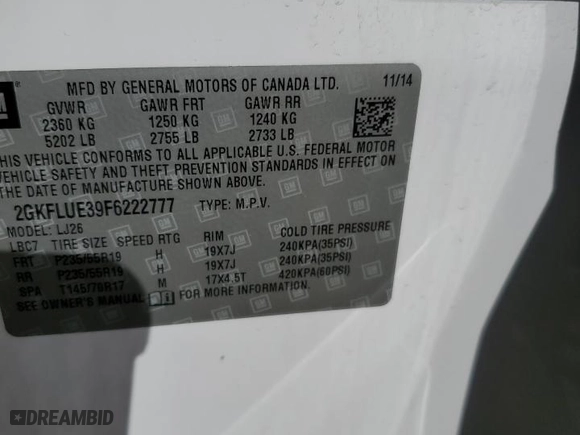 GM
MFD BY GENERAL MOTORS OF CANADA LTD. 11/14
GVWR GAWR FRT GAWR RR
2360 KG 1250 KG 1240 KG
5202 LB 2755 LB 2733 LB
THIS VEHICLE CONFORMS TO ALL APPLICABLE U.S. FEDERAL MOTOR
VEHICLE SAFETY AND THEFT PREVENTION STANDARDS IN EFFECT ON
THE DATE OF MANUFACTURE SHOWN ABOVE.
2GKFLUE39F6222777 TYPE: M.P.V.
MODEL: LJ26
LBC7 TIRE SIZE SPEED RTG RIM COLD TIRE PRESSURE
FRT P235/55R19 H 19X7J 240KPA(35PSI)
RR P235/55R19 H 19X7J 240KPA(35PSI)
SPA T145/70R17 M 17X4.5T 420KPA(60PSI)
SEE OWNER'S MANUAL FOR MORE INFORMATION.
DREAMBID